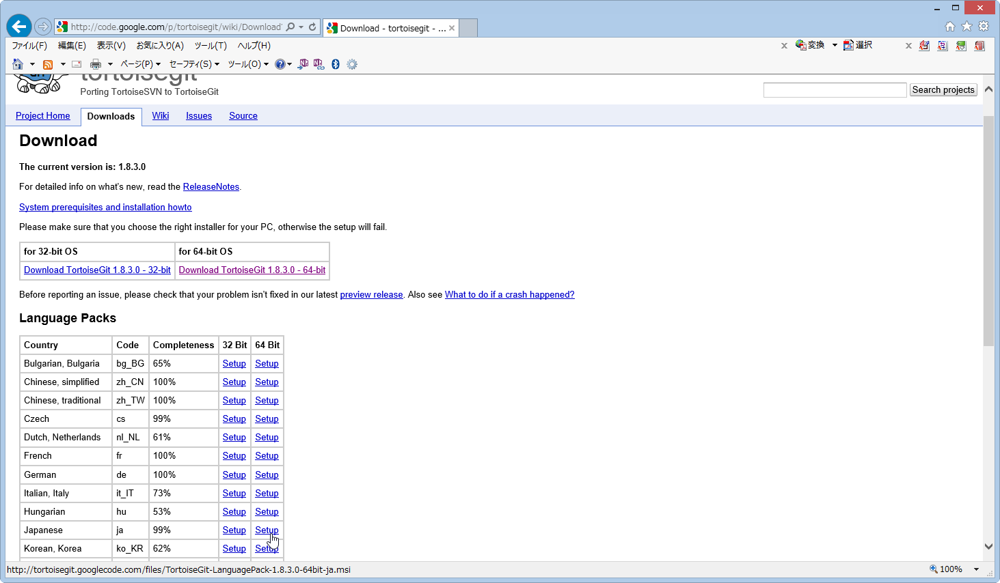 http://code.google.com/p/tortoisegit/wiki/Download
Download - tortoisegit - ...
ファイル(F) 編集(E) 表示(V) お気に入り(A) ツール(T) ヘルプ(H)
x 変換 選択 x
ページ(P) セーフティ(S) ツール(O)
tortoisegit
Porting TortoiseSVN to TortoiseGit
Search projects
Project Home Downloads Wiki Issues Source
Download
The current version is: 1.8.3.0
For detailed info on what's new, read the ReleaseNotes.
System prerequisites and installation howto
Please make sure that you choose the right installer for your PC, otherwise the setup will fail.
for 32-bit OS for 64-bit OS
Download TortoiseGit 1.8.3.0 - 32-bit Download TortoiseGit 1.8.3.0 - 64-bit
Before reporting an issue, please check that your problem isn't fixed in our latest preview release. Also see What to do if a crash happened?
Language Packs
Country Code Completeness 32 Bit 64 Bit
Bulgarian, Bulgaria bg_BG 65% Setup Setup
Chinese, simplified zh_CN 100% Setup Setup
Chinese, traditional zh_TW 100% Setup Setup
Czech cs 99% Setup Setup
Dutch, Netherlands nl_NL 61% Setup Setup
French fr 100% Setup Setup
German de 100% Setup Setup
Italian, Italy it_IT 73% Setup Setup
Hungarian hu 53% Setup Setup
Japanese ja 99% Setup Setup
Korean, Korea ko_KR 62% Setup Setup
http://tortoisegit.googlecode.com/files/TortoiseGit-LanguagePack-1.8.3.0-64bit-ja.msi
100%